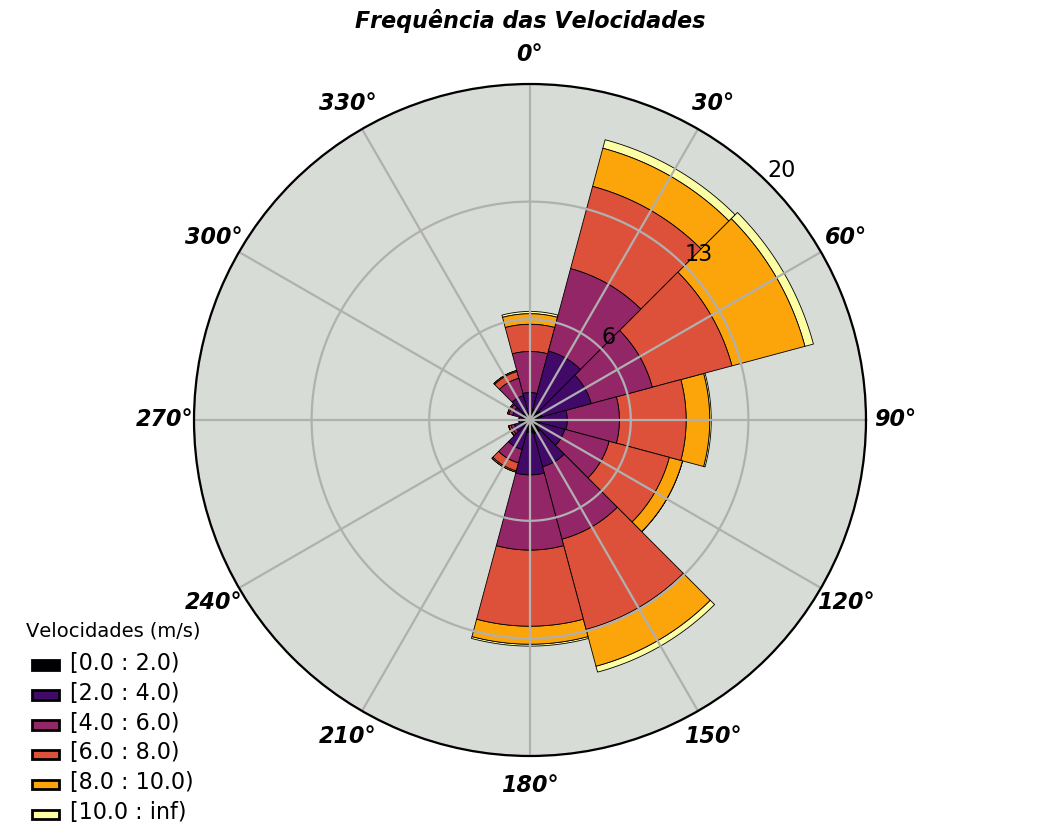 Frequência das Velocidades
0°
330°
30°
20
300°
60°
13
6
270°
90°
240°
120°
210°
150°
180°
Velocidades (m/s)
[0.0 : 2.0)
[2.0 : 4.0)
[4.0 : 6.0)
[6.0 : 8.0)
[8.0 : 10.0)
[10.0 : inf)